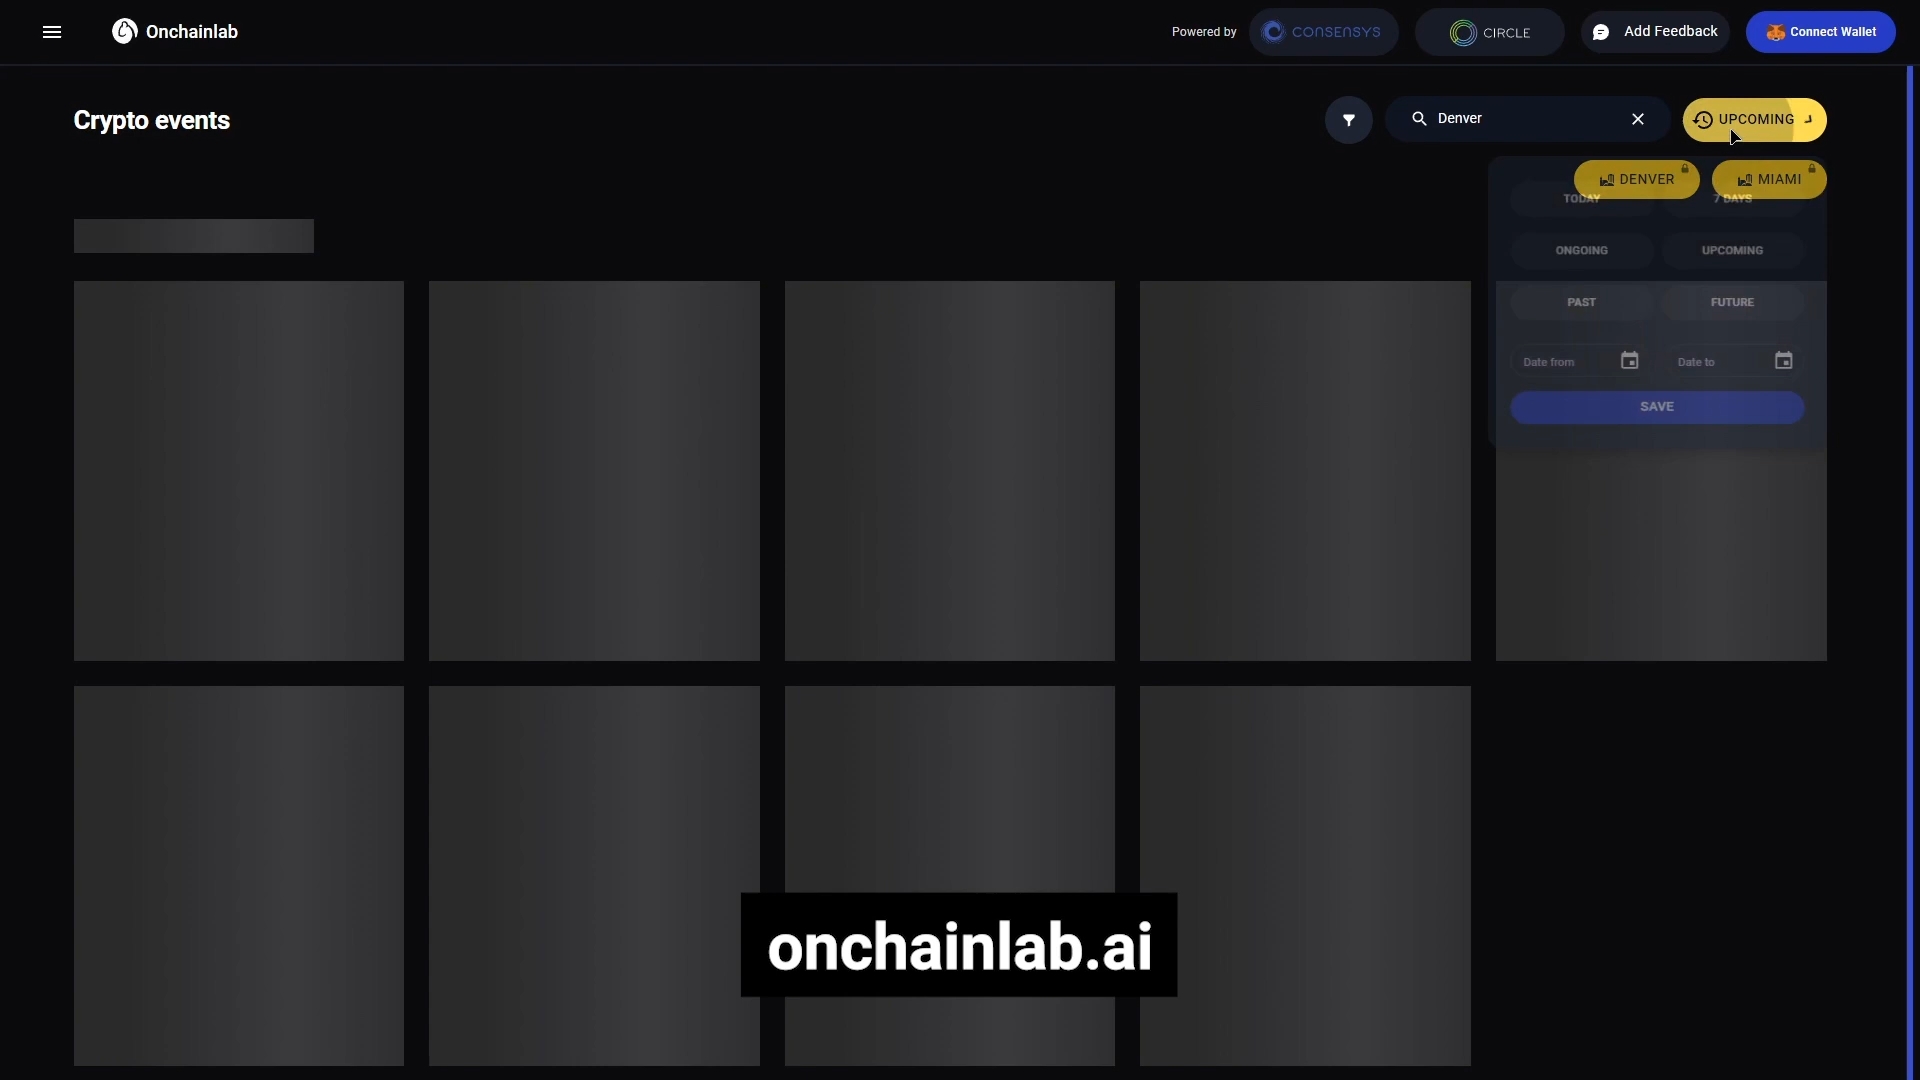 Onchainlab
Powered by
CONSENSYS
CIRCLE
Add Feedback
Connect Wallet
Crypto events
Denver
UPCOMING
DENVER
MIAMI
TODAY
7 DAYS
ONGOING
UPCOMING
PAST
FUTURE
Date from
Date to
SAVE
onchainlab.ai